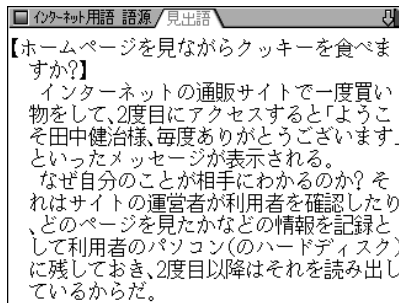 インターネット用語 語源 見出語
【ホームページを見ながらクッキーを食べま
すか?】
インターネットの通販サイトで一度買い
物をして、2度目にアクセスすると「ようこ
そ田中健治様、毎度ありがとうございます」
といったメッセージが表示される。
なぜ自分のことが相手にわかるのか? そ
れはサイトの運営者が利用者を確認したり
、どのページを見たかなどの情報を記録と
して利用者のパソコン(のハードディスク)
に残しておき、2度目以降はそれを読み出し
ているからだ。